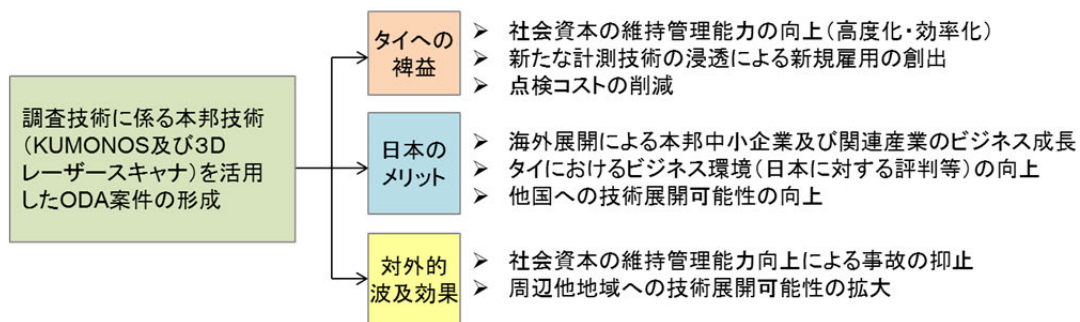 調査技術に係る本邦技術
(KUMONOS及び3D
レーザースキャナ)を活用
したODA案件の形成
タイへの
裨益
➢ 社会資本の維持管理能力の向上(高度化・効率化)
➢ 新たな計測技術の浸透による新規雇用の創出
➢ 点検コストの削減
日本の
メリット
➢ 海外展開による本邦中小企業及び関連産業のビジネス成長
➢ タイにおけるビジネス環境(日本に対する評判等)の向上
➢ 他国への技術展開可能性の向上
対外的
波及効果
➢ 社会資本の維持管理能力向上による事故の抑止
➢ 周辺他地域への技術展開可能性の拡大